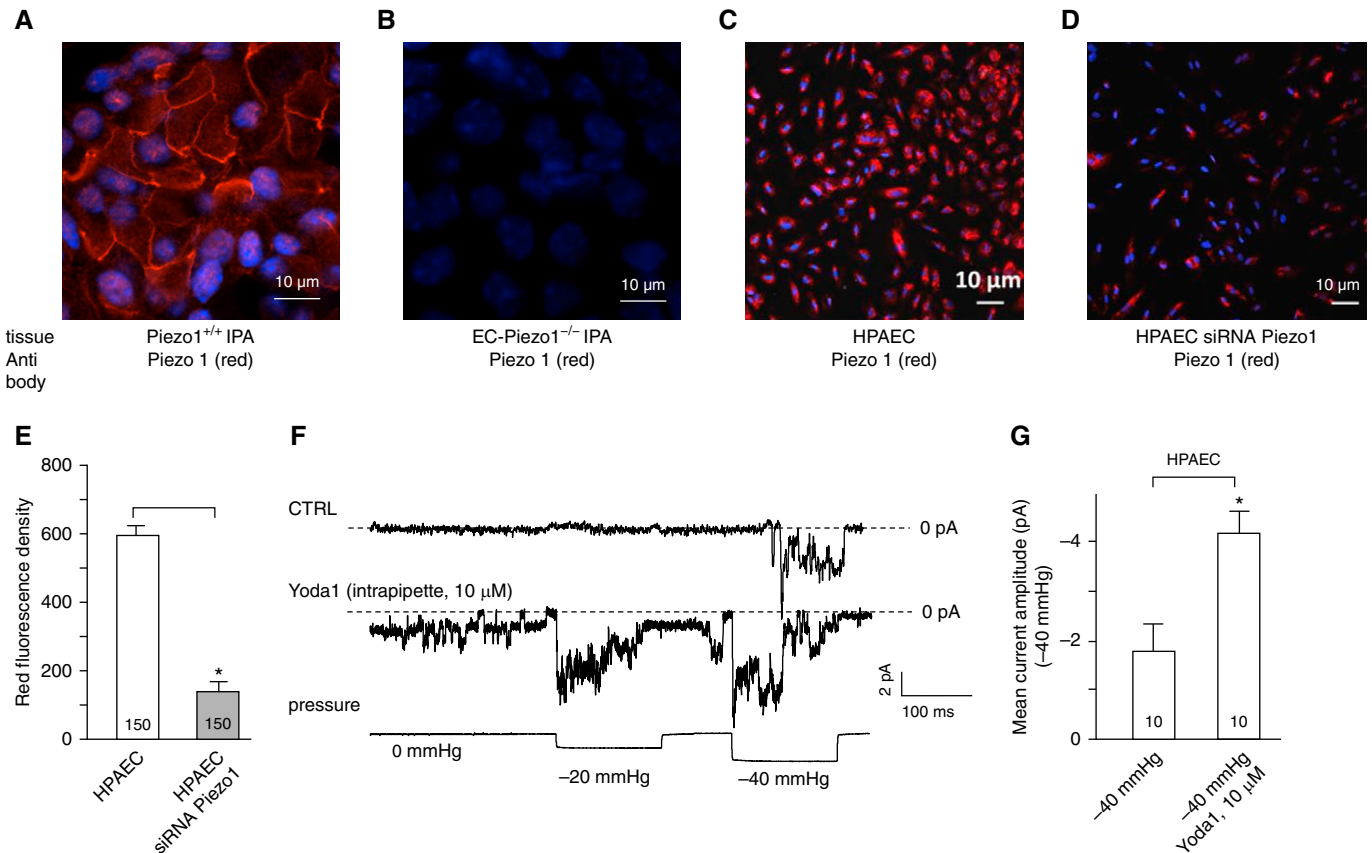 A
B
C
D
10 µm
10 µm
10 µm
10 µm
tissue
Anti
body
Piezo1+/+ IPA
Piezo 1 (red)
EC-Piezo1−/− IPA
Piezo 1 (red)
HPAEC
Piezo 1 (red)
HPAEC siRNA Piezo1
Piezo 1 (red)
E
Red fluorescence density
800
600
400
200
0
*
150
150
HPAEC
HPAEC
siRNA Piezo1
F
CTRL
0 pA
Yoda1 (intrapipette, 10 µM)
0 pA
2 pA
100 ms
pressure
0 mmHg
−20 mmHg
−40 mmHg
G
HPAEC
Mean current amplitude (pA)
(−40 mmHg)
−4
−2
0
*
10
10
−40 mmHg
−40 mmHg
Yoda1, 10 µM